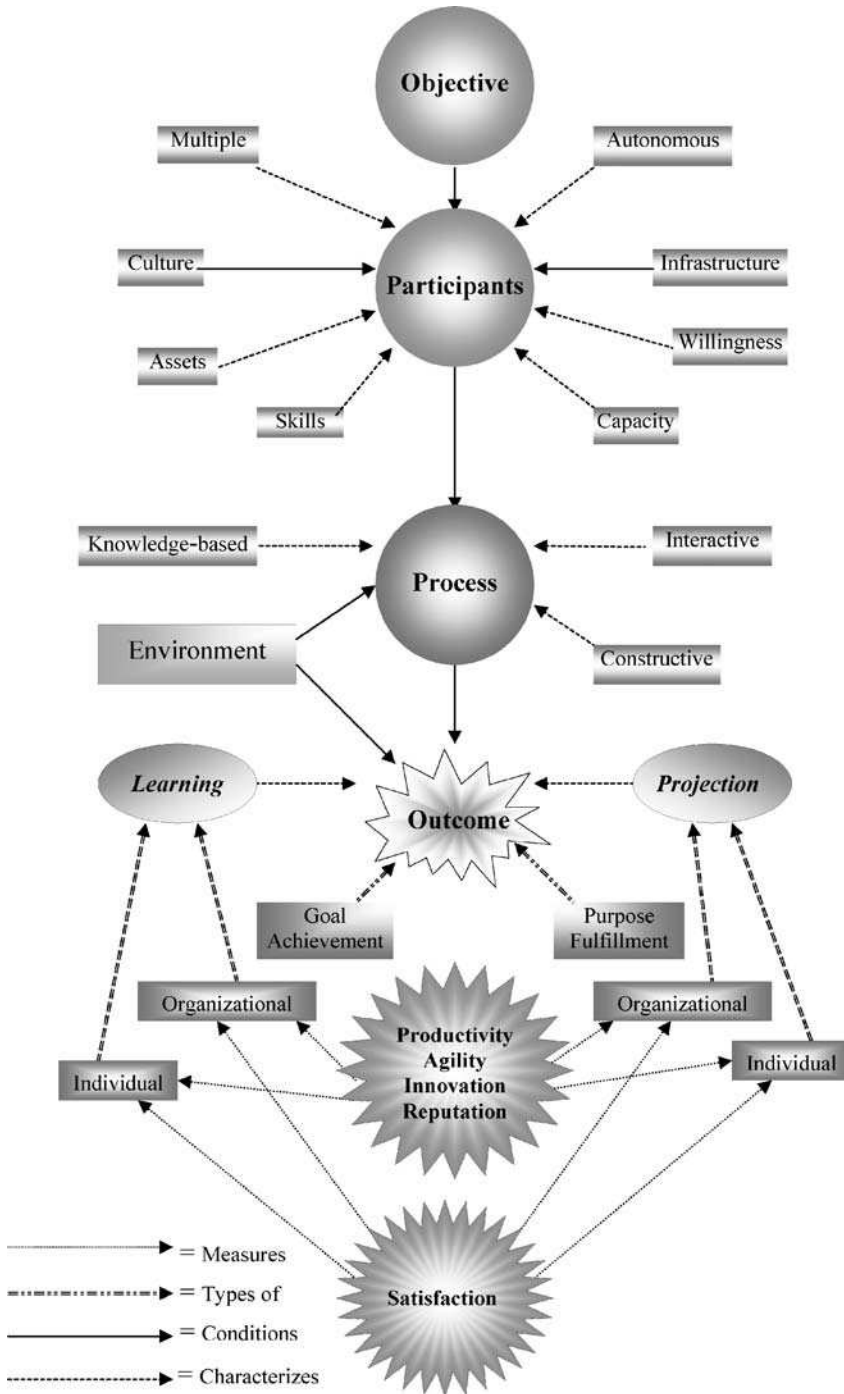 Objective
Multiple
Autonomous
Culture
Participants
Infrastructure
Assets
Willingness
Skills
Capacity
Knowledge-based
Interactive
Process
Environment
Constructive
Learning
Projection
Outcome
Goal
Achievement
Purpose
Fulfillment
Organizational
Organizational
Productivity
Agility
Innovation
Reputation
Individual
Individual
= Measures
= Types of
Satisfaction
= Conditions
= Characterizes